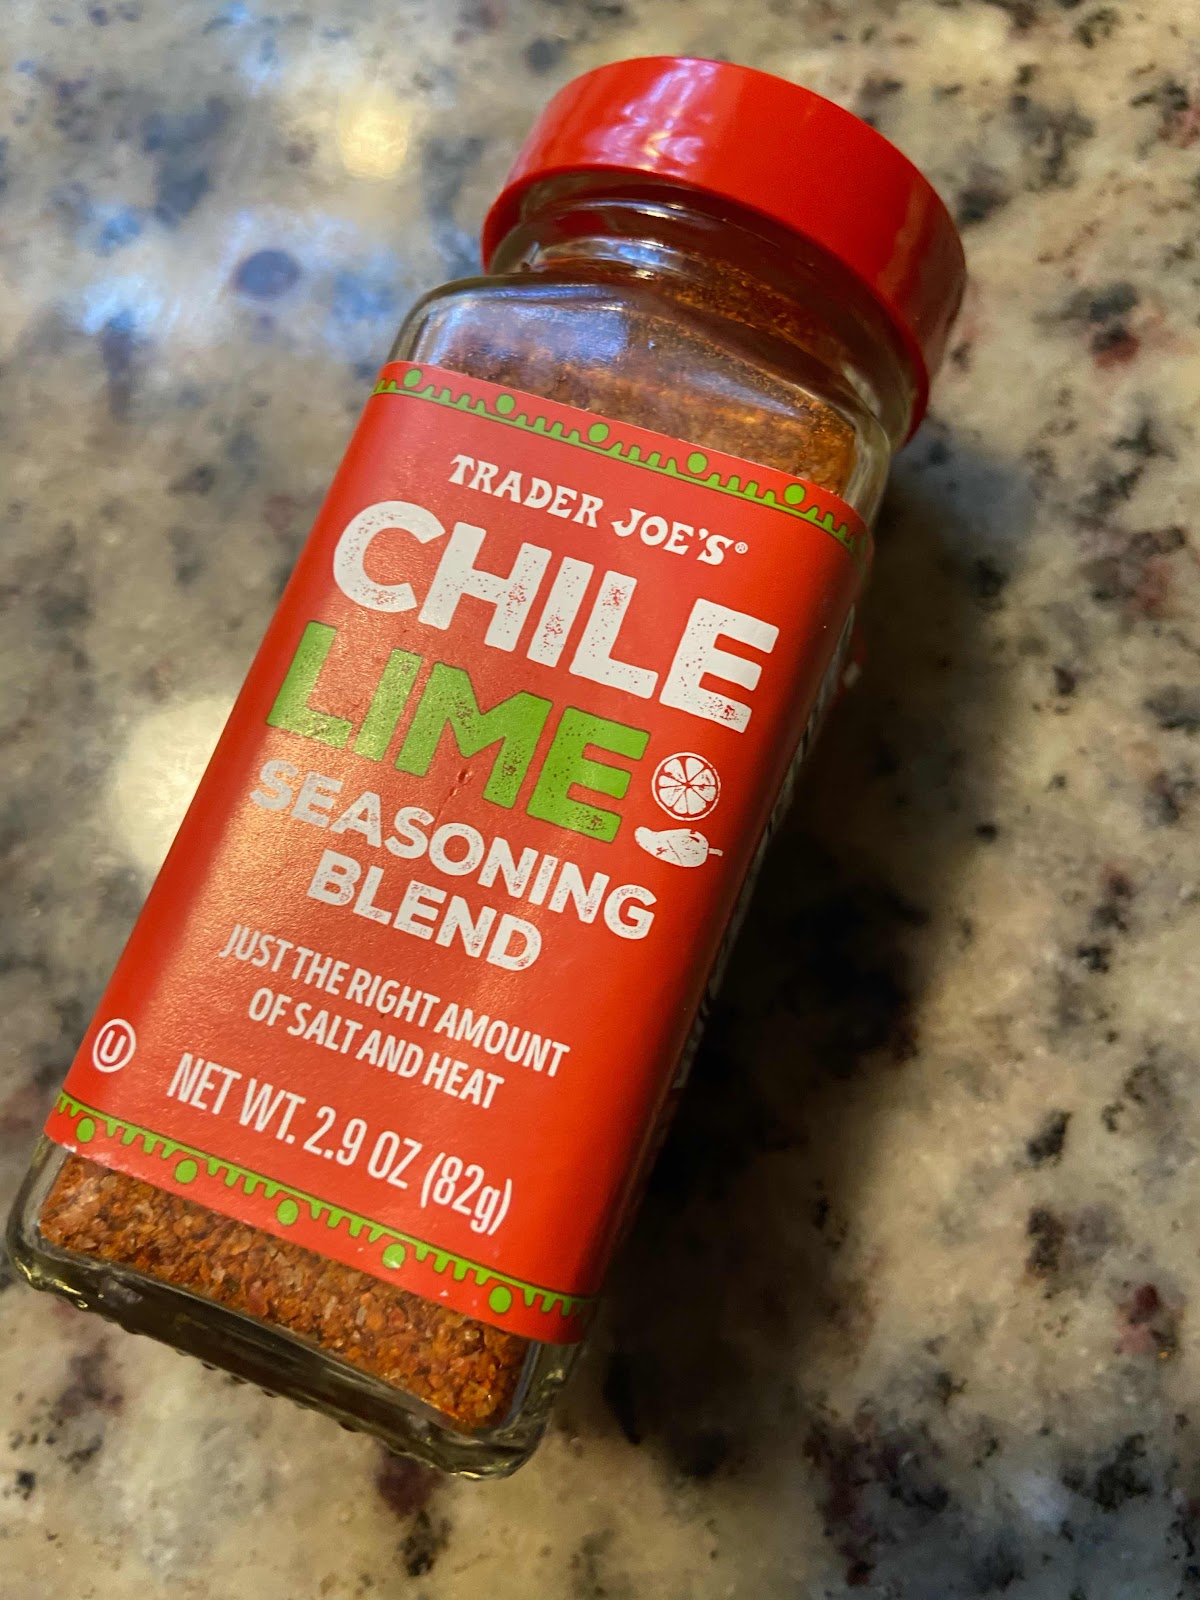 TRADER JOE'S®
CHILE
LIME
SEASONING
BLEND
JUST THE RIGHT AMOUNT
OF SALT AND HEAT
U
NET WT. 2.9 OZ (82g)